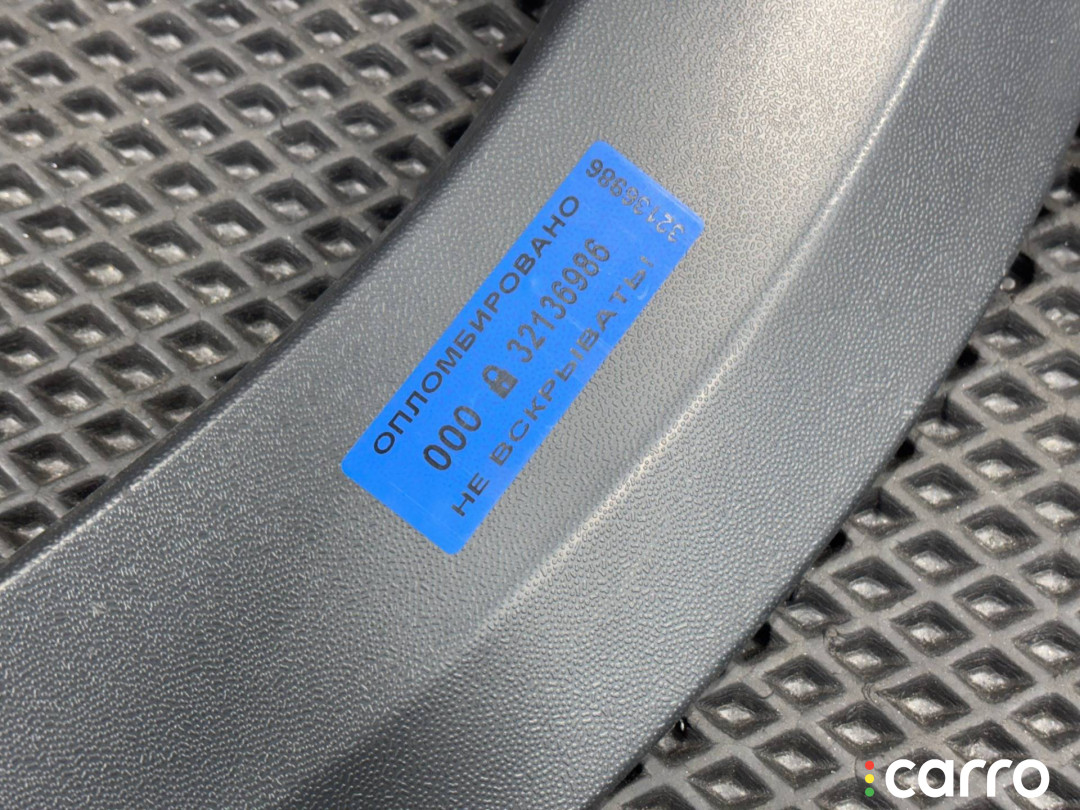 ОПЛОМБИРОВАНО
000 32136986
НЕ ВСКРЫВАТЬ!
32136986
carro